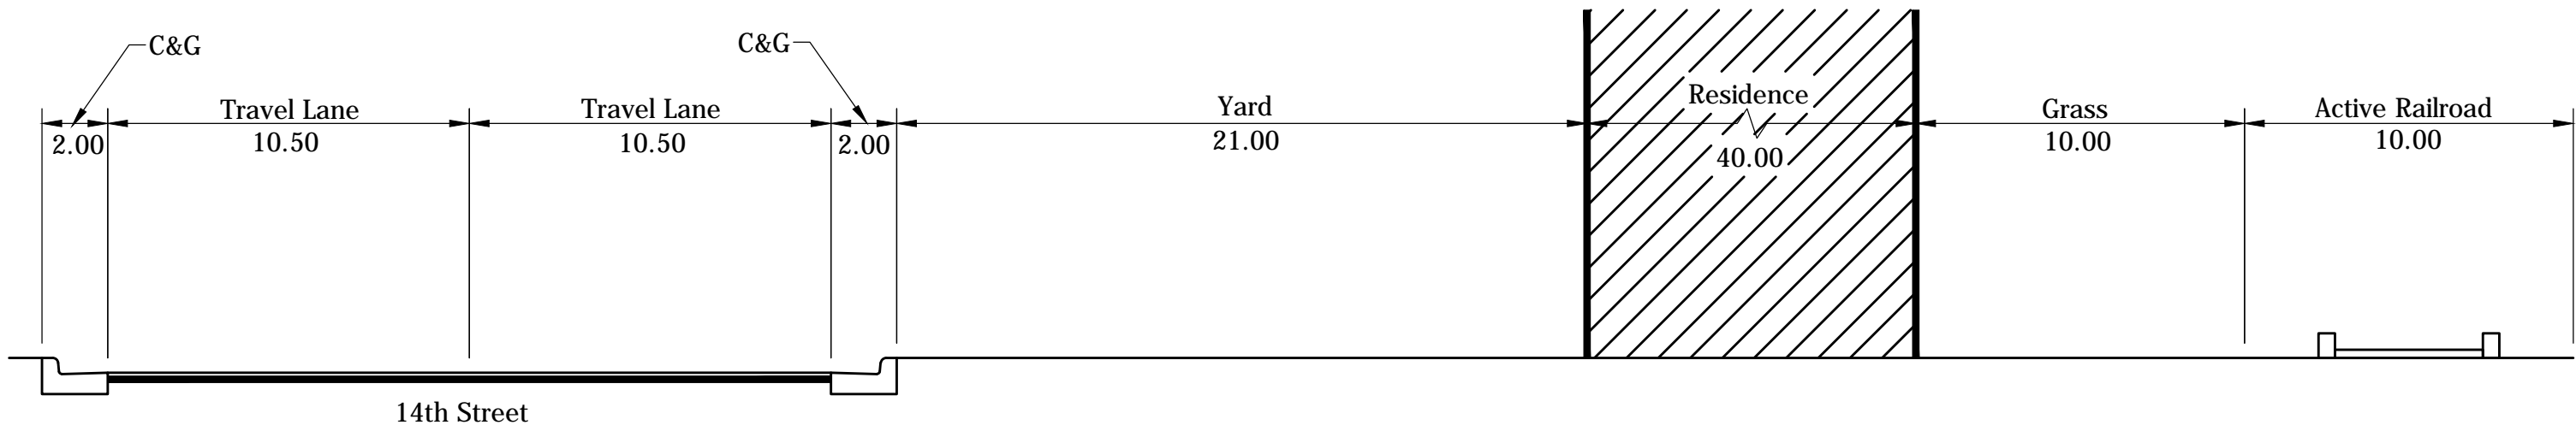 C&G
C&G
Travel Lane
10.50
Travel Lane
10.50
2.00
2.00
Yard
21.00
Residence
40.00
Grass
10.00
Active Railroad
10.00
14th Street